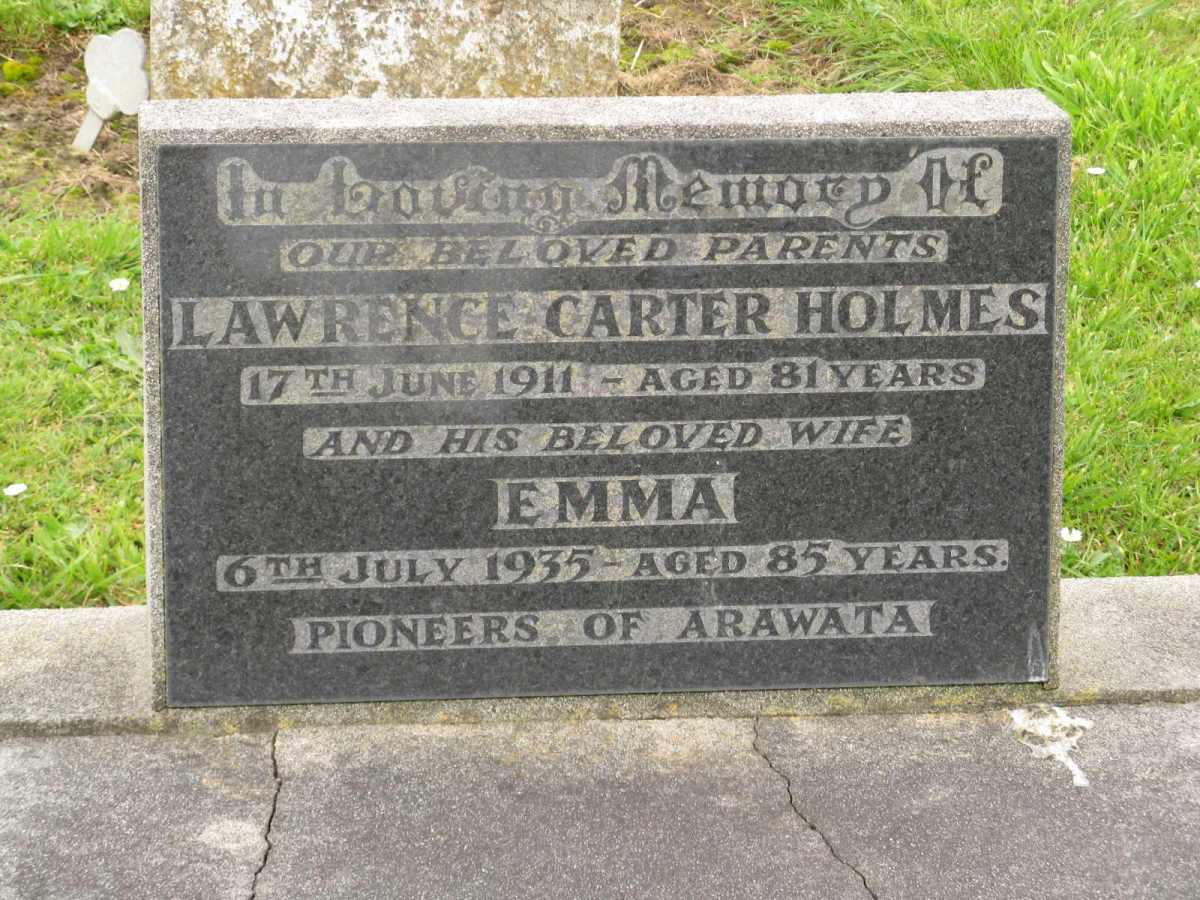 In Loving Memory Of
OUR BELOVED PARENTS
LAWRENCE CARTER HOLMES
17TH JUNE 1911 - AGED 81 YEARS
AND HIS BELOVED WIFE
EMMA
6TH JULY 1935 - AGED 85 YEARS.
PIONEERS OF ARAWATA